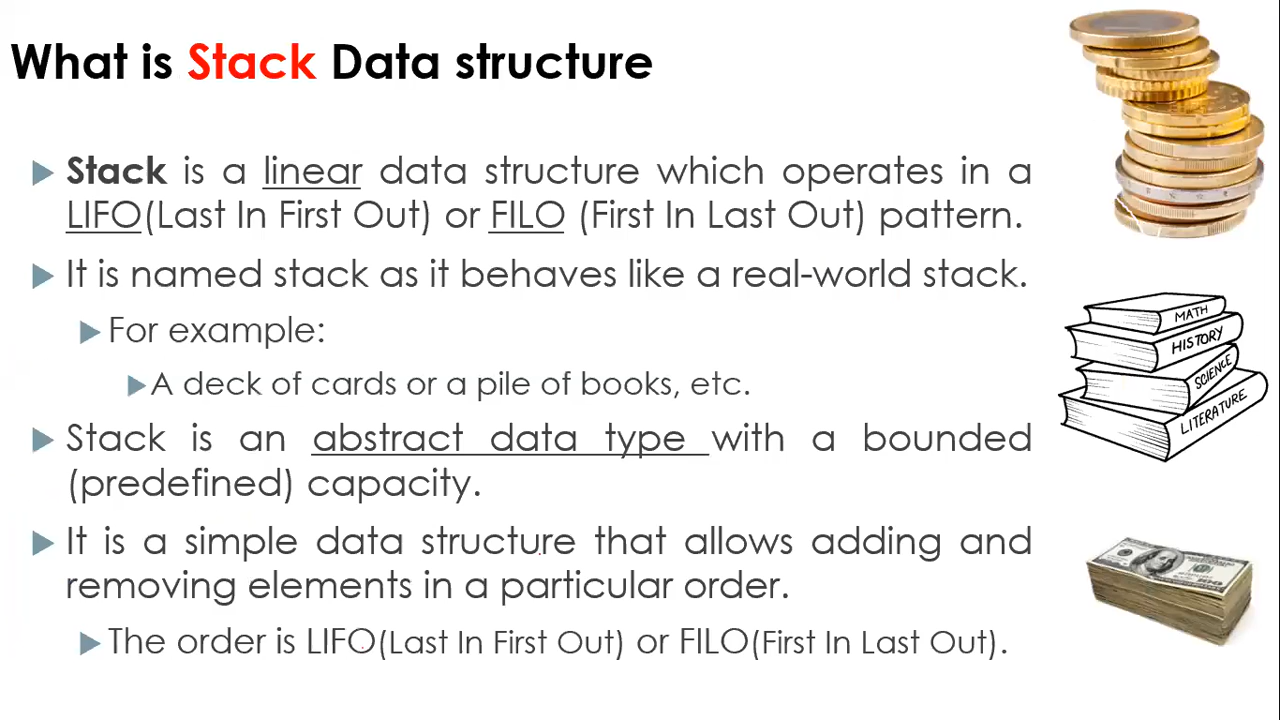 What is Stack Data structure
Stack is a linear data structure which operates in a
LIFO(Last In First Out) or FILO (First In Last Out) pattern.
It is named stack as it behaves like a real-world stack.
For example:
A deck of cards or a pile of books, etc.
Stack is an abstract data type with a bounded
(predefined) capacity.
It is a simple data structure that allows adding and
removing elements in a particular order.
The order is LIFO(Last In First Out) or FILO(First In Last Out).
MATH
HISTORY
SCIENCE
LITERATURE